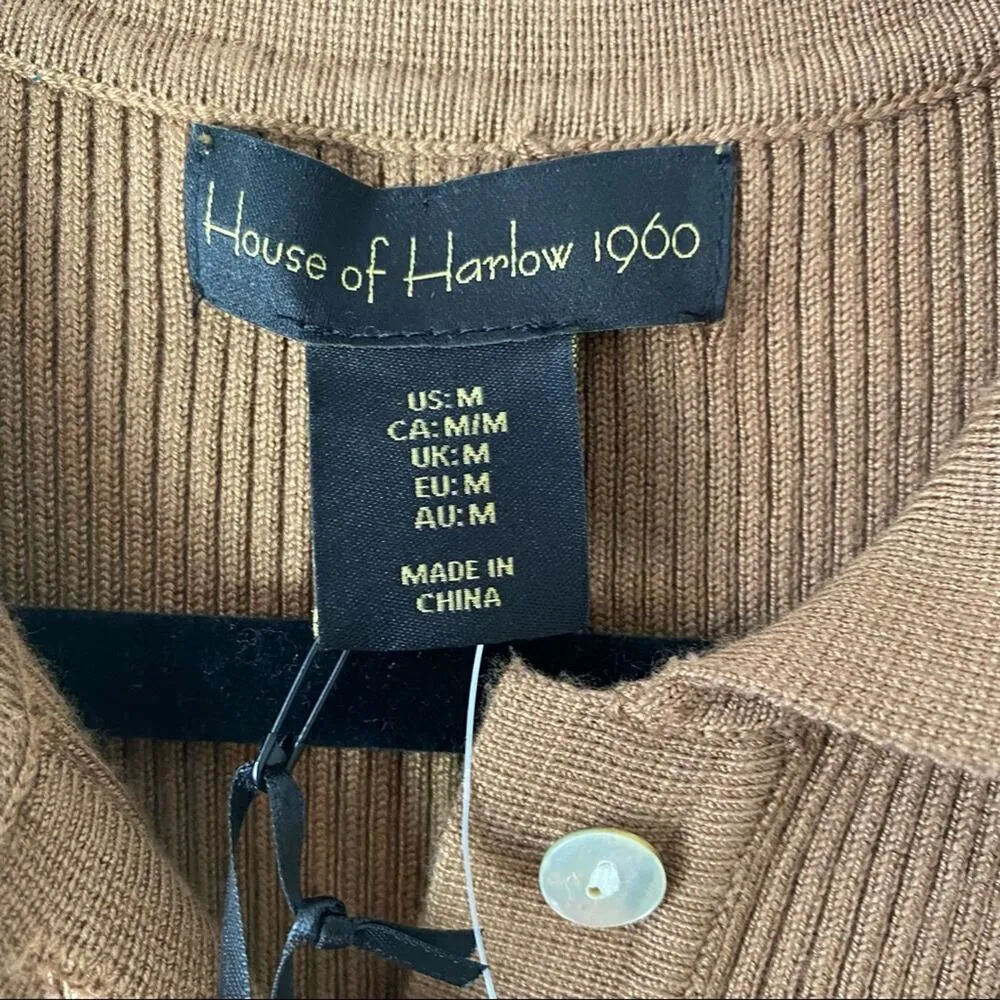 House of Harlow 1960
US: M
CA: M/M
UK: M
EU: M
AU: M
MADE IN
CHINA